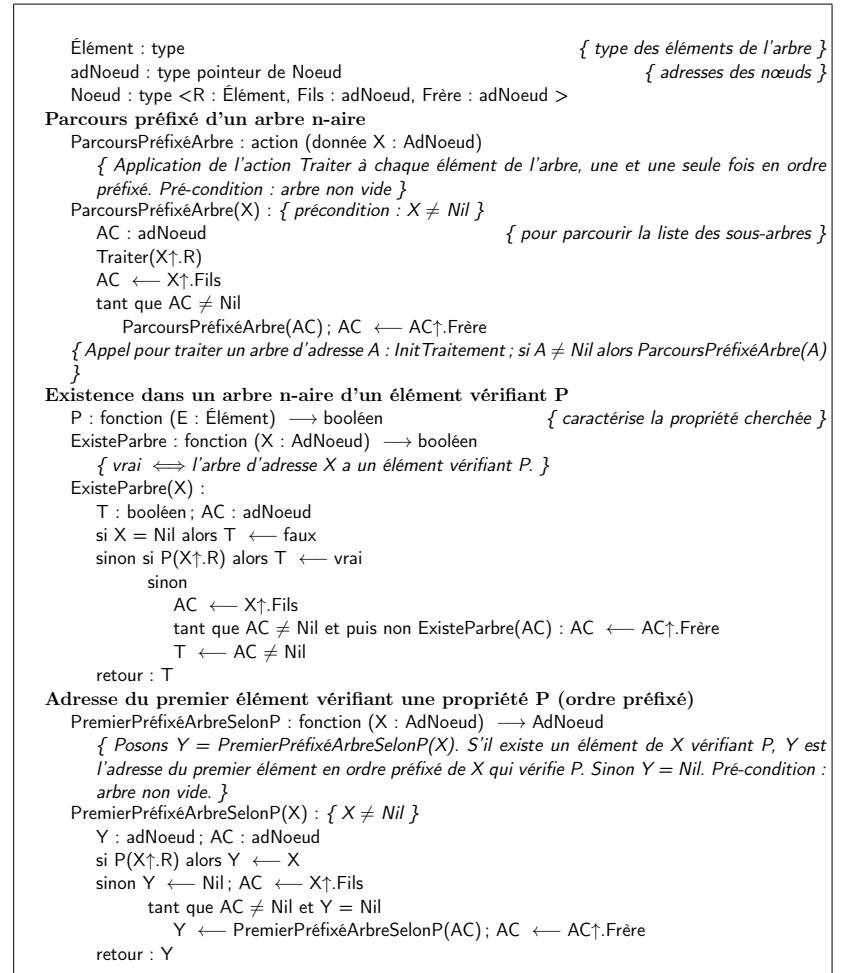 Élément : type { type des éléments de l'arbre }
adNoeud : type pointeur de Noeud { adresses des nœuds }
Noeud : type <R : Élément, Fils : adNoeud, Frère : adNoeud >
Parcours préfixé d'un arbre n-aire
ParcoursPréfixéArbre : action (donnée X : AdNoeud)
{ Application de l'action Traiter à chaque élément de l'arbre, une et une seule fois en ordre
préfixé. Pré-condition : arbre non vide }
ParcoursPréfixéArbre(X) : { précondition : X ≠ Nil }
AC : adNoeud { pour parcourir la liste des sous-arbres }
Traiter(X↑.R)
AC ⟵ X↑.Fils
tant que AC ≠ Nil
ParcoursPréfixéArbre(AC) ; AC ⟵ AC↑.Frère
{ Appel pour traiter un arbre d'adresse A : InitTraitement ; si A ≠ Nil alors ParcoursPréfixéArbre(A)
}
Existence dans un arbre n-aire d'un élément vérifiant P
P : fonction (E : Élément) ⟶ booléen { caractérise la propriété cherchée }
ExisteParbre : fonction (X : AdNoeud) ⟶ booléen
{ vrai ⟺ l'arbre d'adresse X a un élément vérifiant P. }
ExisteParbre(X) :
T : booléen ; AC : adNoeud
si X = Nil alors T ⟵ faux
sinon si P(X↑.R) alors T ⟵ vrai
sinon
AC ⟵ X↑.Fils
tant que AC ≠ Nil et puis non ExisteParbre(AC) : AC ⟵ AC↑.Frère
T ⟵ AC ≠ Nil
retour : T
Adresse du premier élément vérifiant une propriété P (ordre préfixé)
PremierPréfixéArbreSelonP : fonction (X : AdNoeud) ⟶ AdNoeud
{ Posons Y = PremierPréfixéArbreSelonP(X). S'il existe un élément de X vérifiant P, Y est
l'adresse du premier élément en ordre préfixé de X qui vérifie P. Sinon Y = Nil. Pré-condition :
arbre non vide. }
PremierPréfixéArbreSelonP(X) : { X ≠ Nil }
Y : adNoeud ; AC : adNoeud
si P(X↑.R) alors Y ⟵ X
sinon Y ⟵ Nil ; AC ⟵ X↑.Fils
tant que AC ≠ Nil et Y = Nil
Y ⟵ PremierPréfixéArbreSelonP(AC) ; AC ⟵ AC↑.Frère
retour : Y